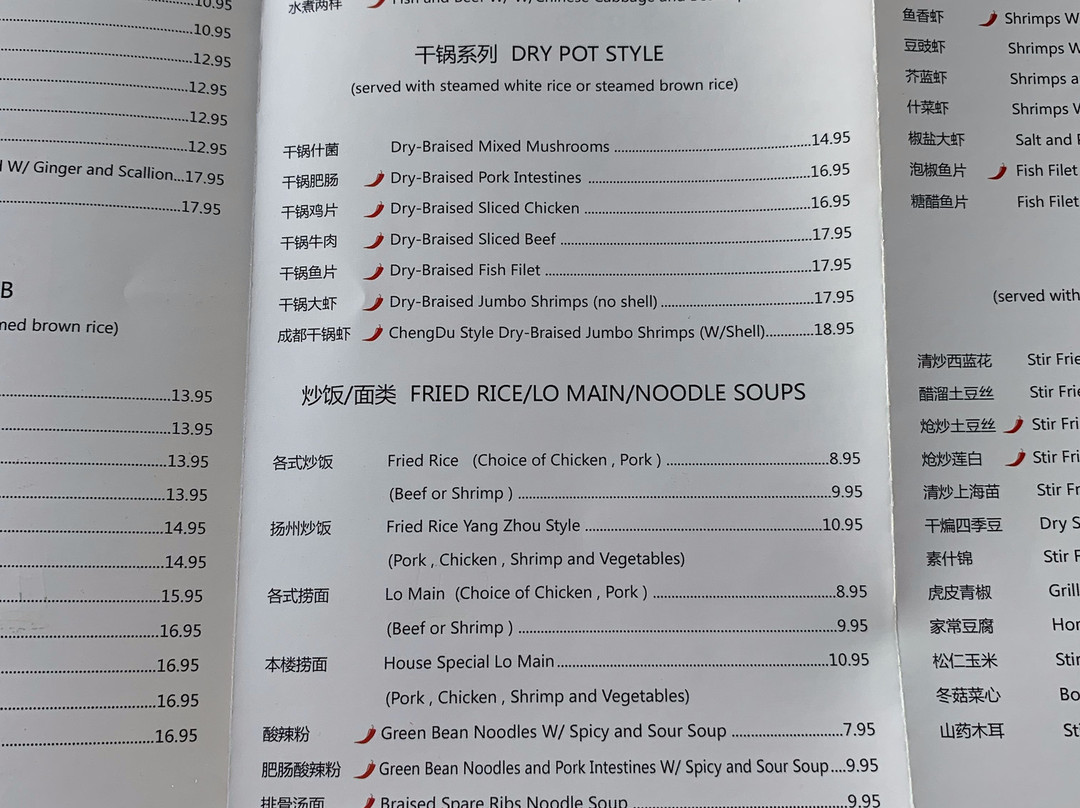 10.95
10.95
12.95
12.95
12.95
12.95
W/ Ginger and Scallion...17.95
17.95
B
brown rice)
13.95
13.95
13.95
13.95
14.95
14.95
15.95
16.95
16.95
16.95
16.95
水煮两样
干锅系列 DRY POT STYLE
(served with steamed white rice or steamed brown rice)
干锅什菌 Dry-Braised Mixed Mushrooms 14.95
干锅肥肠 Dry-Braised Pork Intestines 16.95
干锅鸡片 Dry-Braised Sliced Chicken 16.95
干锅牛肉 Dry-Braised Sliced Beef 17.95
干锅鱼片 Dry-Braised Fish Filet 17.95
干锅大虾 Dry-Braised Jumbo Shrimps (no shell) 17.95
成都干锅虾 ChengDu Style Dry-Braised Jumbo Shrimps (W/Shell) 18.95
炒饭/面类 FRIED RICE/LO MAIN/NOODLE SOUPS
各式炒饭 Fried Rice (Choice of Chicken , Pork ) 8.95
(Beef or Shrimp ) 9.95
扬州炒饭 Fried Rice Yang Zhou Style 10.95
(Pork , Chicken , Shrimp and Vegetables)
各式捞面 Lo Main (Choice of Chicken , Pork ) 8.95
(Beef or Shrimp ) 9.95
本楼捞面 House Special Lo Main 10.95
(Pork , Chicken , Shrimp and Vegetables)
酸辣粉 Green Bean Noodles W/ Spicy and Sour Soup 7.95
肥肠酸辣粉 Green Bean Noodles and Pork Intestines W/ Spicy and Sour Soup....9.95
排骨汤面 Braised Spare Ribs Noodle Soup 9.95
鱼香虾 Shrimps W
豆豉虾 Shrimps W
芥蓝虾 Shrimps a
什菜虾 Shrimps W
椒盐大虾 Salt and
泡椒鱼片 Fish Filet
糖醋鱼片 Fish Filet
(served with
清炒西蓝花 Stir Frie
醋溜土豆丝 Stir Frie
炝炒土豆丝 Stir Fri
炝炒莲白 Stir Fri
清炒上海苗 Stir Fr
干煸四季豆 Dry S
素什锦 Stir F
虎皮青椒 Grill
家常豆腐 Hor
松仁玉米 Stir
冬菇菜心 Bo
山药木耳 St